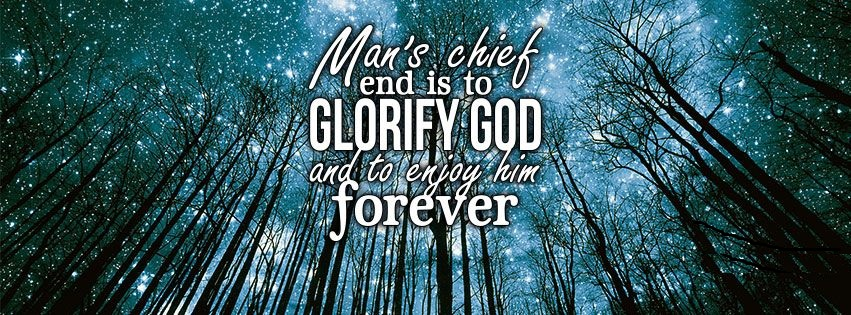 Man's chief
end is to
GLORIFY GOD
and to enjoy him
forever